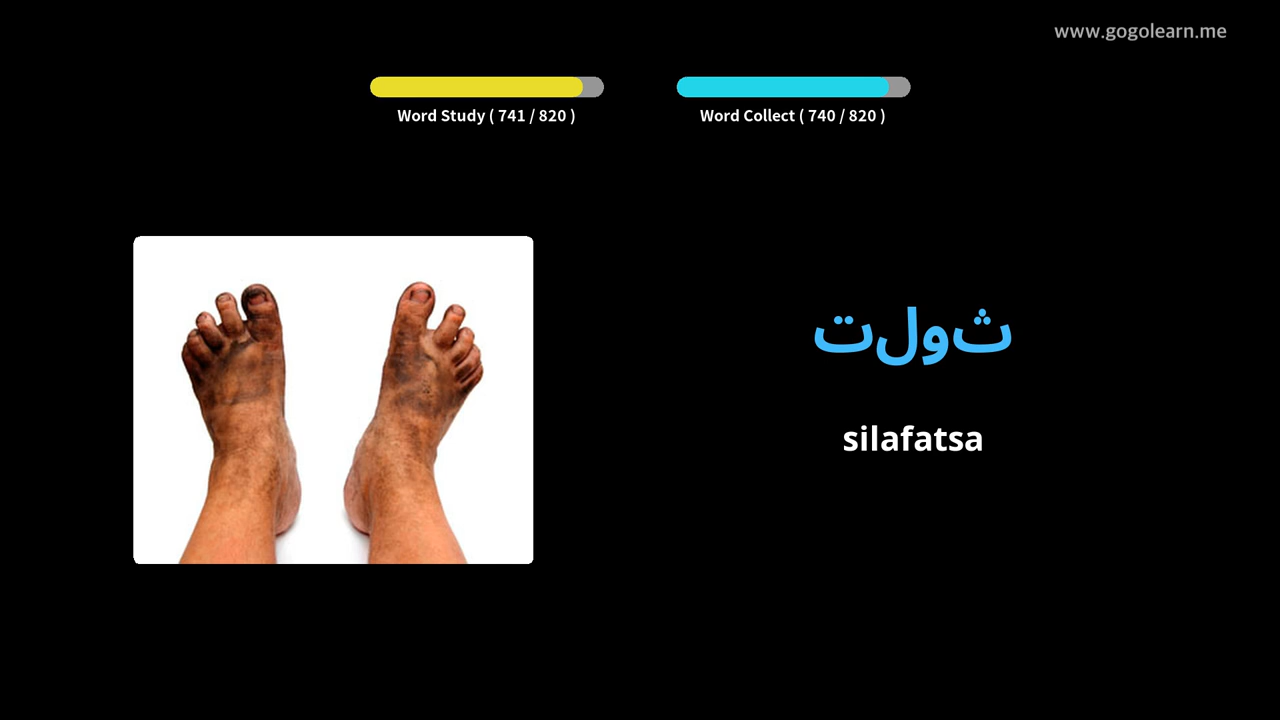 www.gogolearn.me
Word Study ( 741 / 820 )
Word Collect ( 740 / 820 )
ثولت
silafatsa